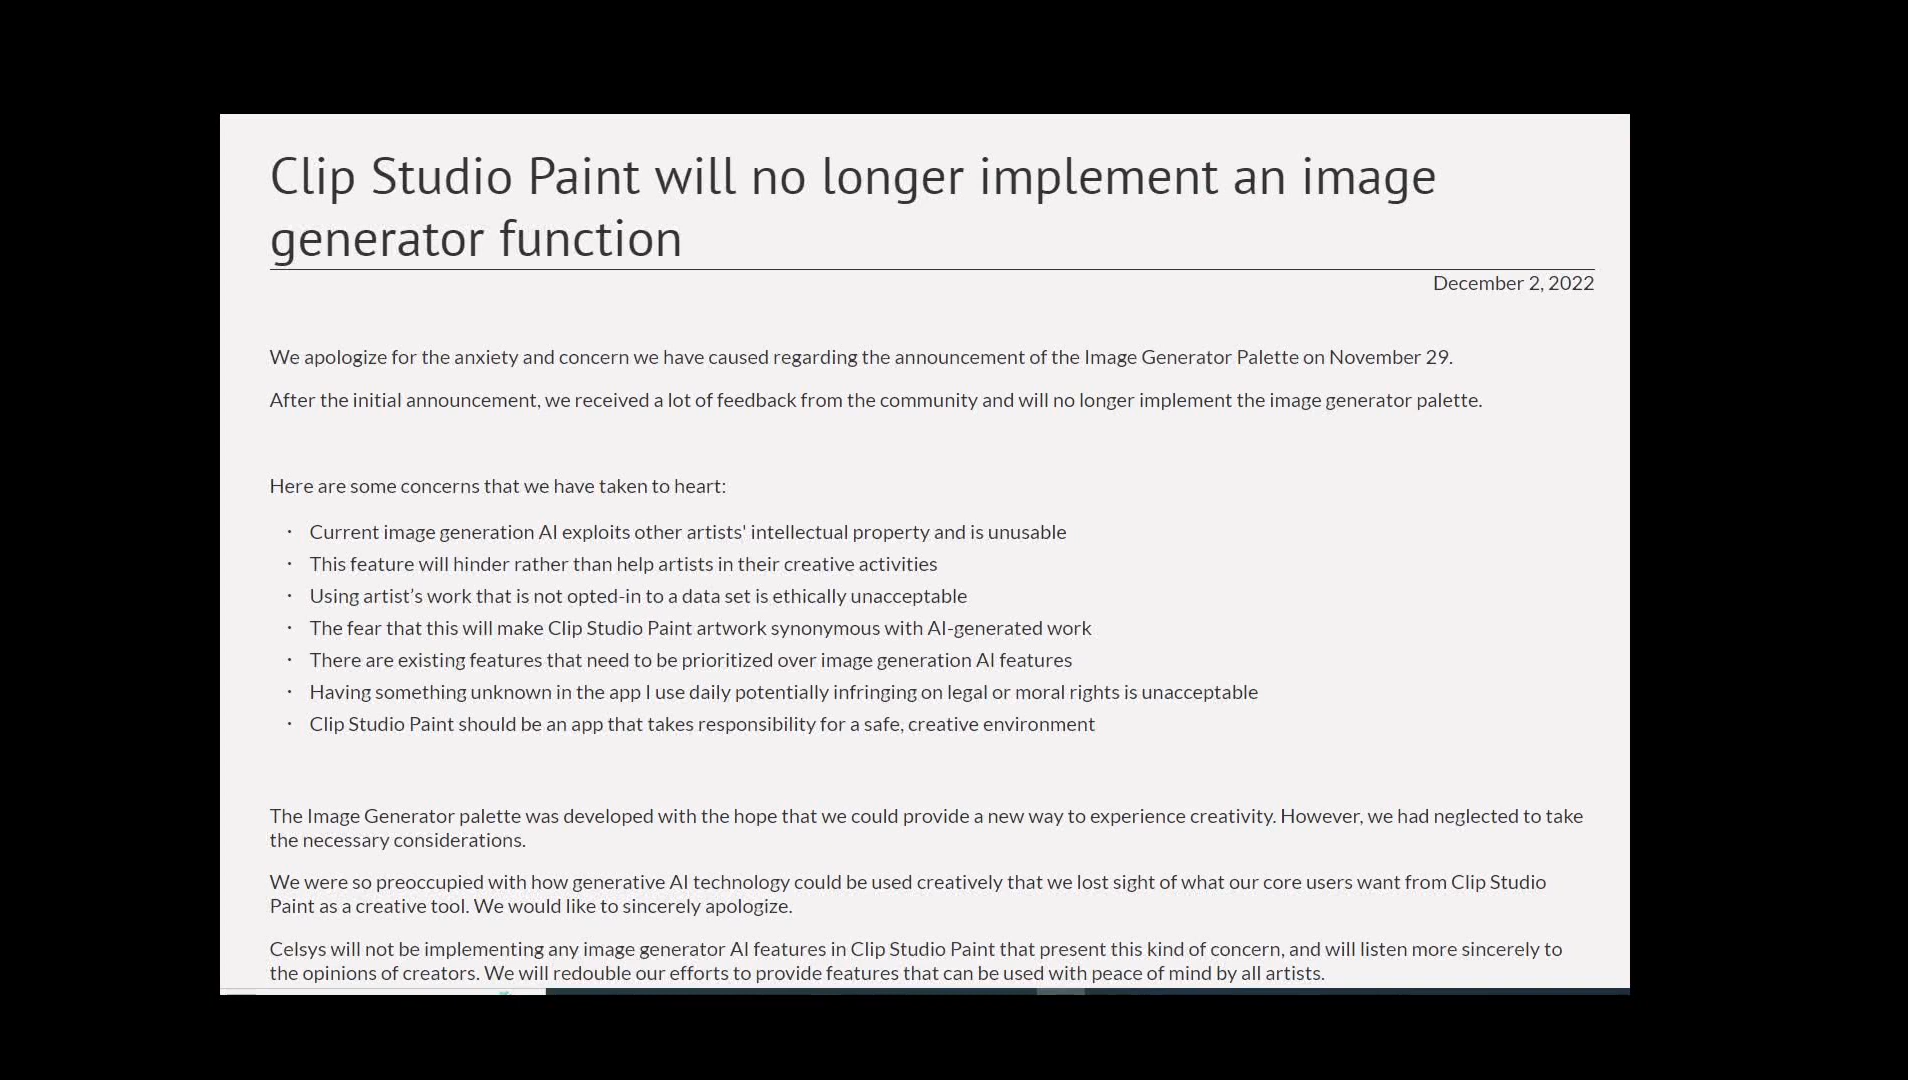 Clip Studio Paint will no longer implement an image
generator function
December 2, 2022
We apologize for the anxiety and concern we have caused regarding the announcement of the Image Generator Palette on November 29.
After the initial announcement, we received a lot of feedback from the community and will no longer implement the image generator palette.
Here are some concerns that we have taken to heart:
・ Current image generation AI exploits other artists' intellectual property and is unusable
・ This feature will hinder rather than help artists in their creative activities
・ Using artist’s work that is not opted-in to a data set is ethically unacceptable
・ The fear that this will make Clip Studio Paint artwork synonymous with AI-generated work
・ There are existing features that need to be prioritized over image generation AI features
・ Having something unknown in the app I use daily potentially infringing on legal or moral rights is unacceptable
・ Clip Studio Paint should be an app that takes responsibility for a safe, creative environment
The Image Generator palette was developed with the hope that we could provide a new way to experience creativity. However, we had neglected to take
the necessary considerations.
We were so preoccupied with how generative AI technology could be used creatively that we lost sight of what our core users want from Clip Studio
Paint as a creative tool. We would like to sincerely apologize.
Celsys will not be implementing any image generator AI features in Clip Studio Paint that present this kind of concern, and will listen more sincerely to
the opinions of creators. We will redouble our efforts to provide features that can be used with peace of mind by all artists.